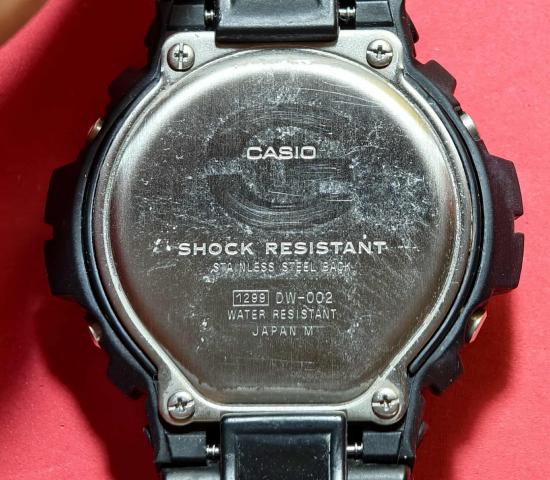 CASIO
SHOCK RESISTANT
STAINLESS STEEL BACK
1299 DW-002
WATER RESISTANT
JAPAN M